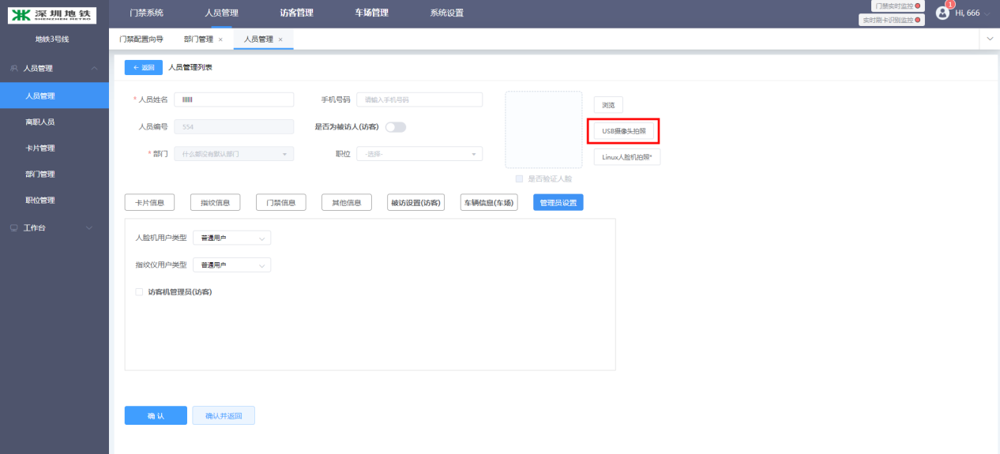 深圳地铁
SHENZHEN METRO
地铁3号线
人员管理
人员管理
离职人员
卡片管理
部门管理
职位管理
工作台
门禁系统 人员管理 访客管理 车场管理 系统设置
门禁实时监控
实时刷卡识别监控
1
Hi, 666
门禁配置向导 部门管理 × 人员管理 ×
← 返回 人员管理列表
* 人员姓名 llllll 手机号码 请输入手机号码 浏览
人员编号 554 是否为被访人(访客) USB摄像头拍照
* 部门 什么都没有默认部门 职位 -选择- Linux人脸机拍照*
是否验证人脸
卡片信息 指纹信息 门禁信息 其他信息 被访设置(访客) 车辆信息(车场) 管理员设置
人脸机用户类型 普通用户
指纹仪用户类型 普通用户
访客机管理员(访客)
确 认 确认并返回